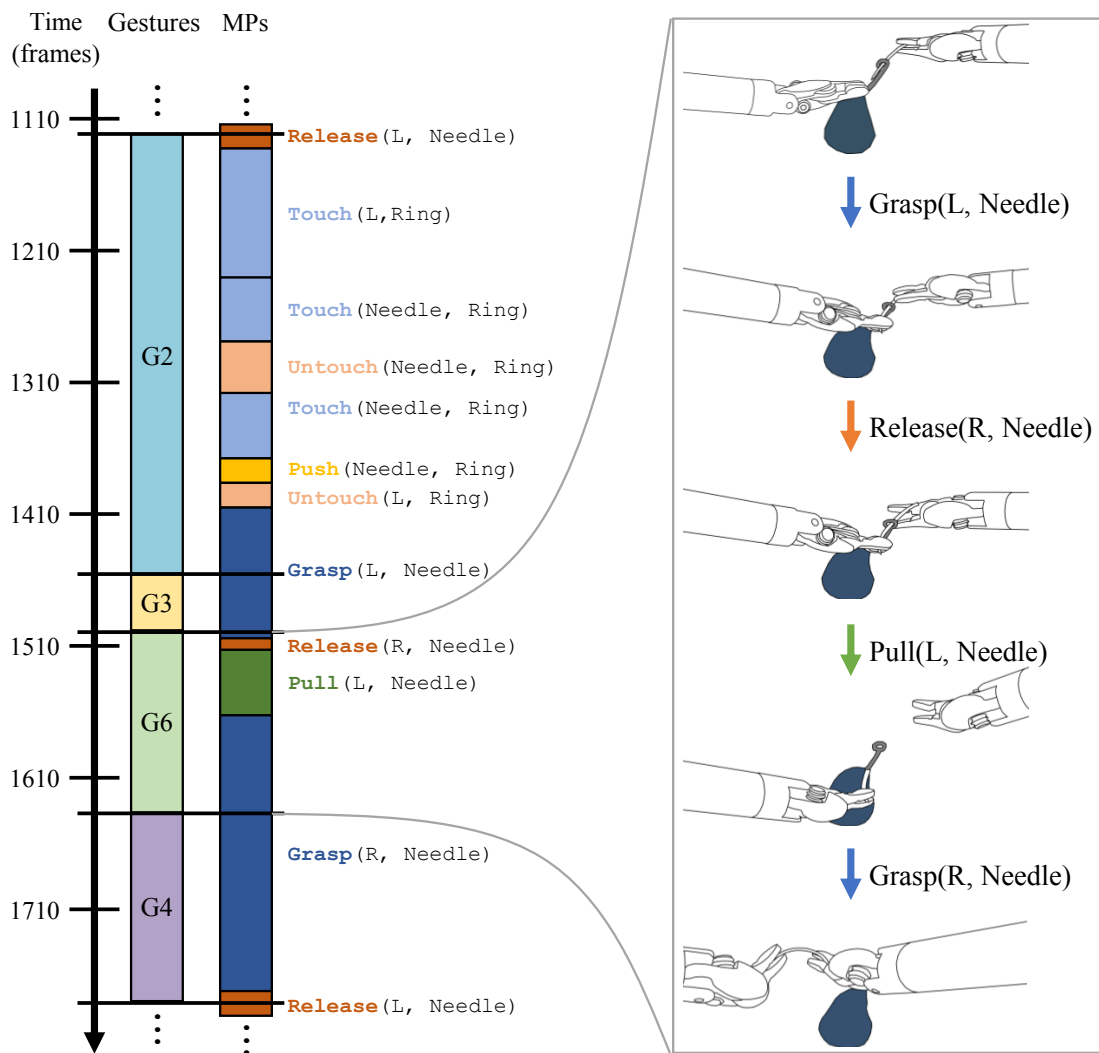 Time
(frames)
Gestures
MPs
1110
1210
1310
1410
1510
1610
1710
G2
G3
G6
G4
Release(L, Needle)
Touch(L,Ring)
Touch(Needle, Ring)
Untouch(Needle, Ring)
Touch(Needle, Ring)
Push(Needle, Ring)
Untouch(L, Ring)
Grasp(L, Needle)
Release(R, Needle)
Pull(L, Needle)
Grasp(R, Needle)
Release(L, Needle)
Grasp(L, Needle)
Release(R, Needle)
Pull(L, Needle)
Grasp(R, Needle)